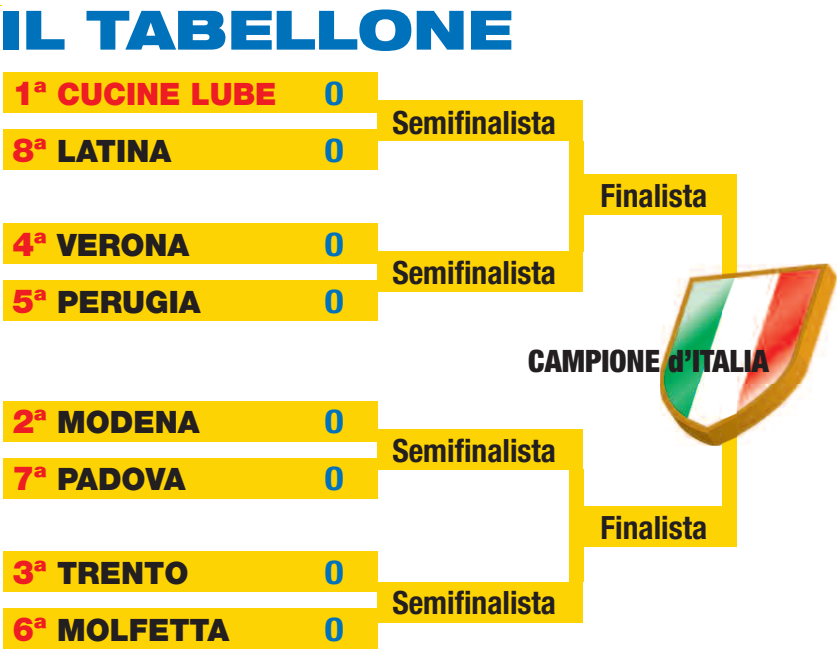 IL TABELLONE
1ª CUCINE LUBE 0
8ª LATINA 0
Semifinalista
4ª VERONA 0
5ª PERUGIA 0
Semifinalista
Finalista
CAMPIONE d'ITALIA
2ª MODENA 0
7ª PADOVA 0
Semifinalista
3ª TRENTO 0
6ª MOLFETTA 0
Semifinalista
Finalista